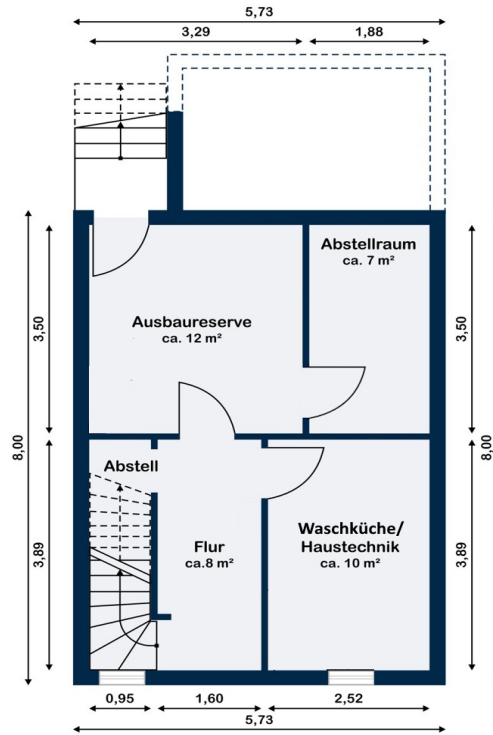 5,73
3,29
1,88
Abstellraum
ca. 7 m²
Ausbaureserve
ca. 12 m²
3,50
3,50
8,00
8,00
Abstell
Flur
ca.8 m²
Waschküche/
Haustechnik
ca. 10 m²
3,89
3,89
0,95
1,60
2,52
5,73